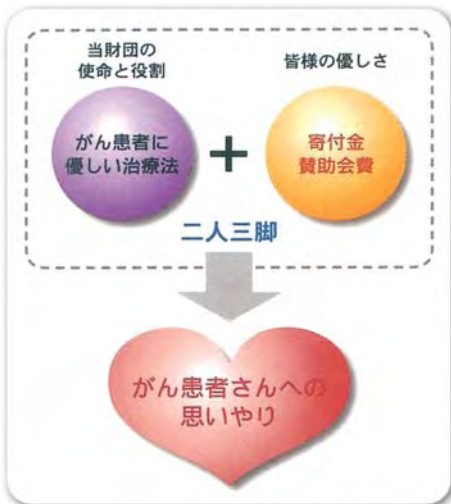 当財団の
使命と役割
皆様の優しさ
がん患者に
優しい治療法
+
寄付金
賛助会費
二人三脚
がん患者さんへの
思いやり